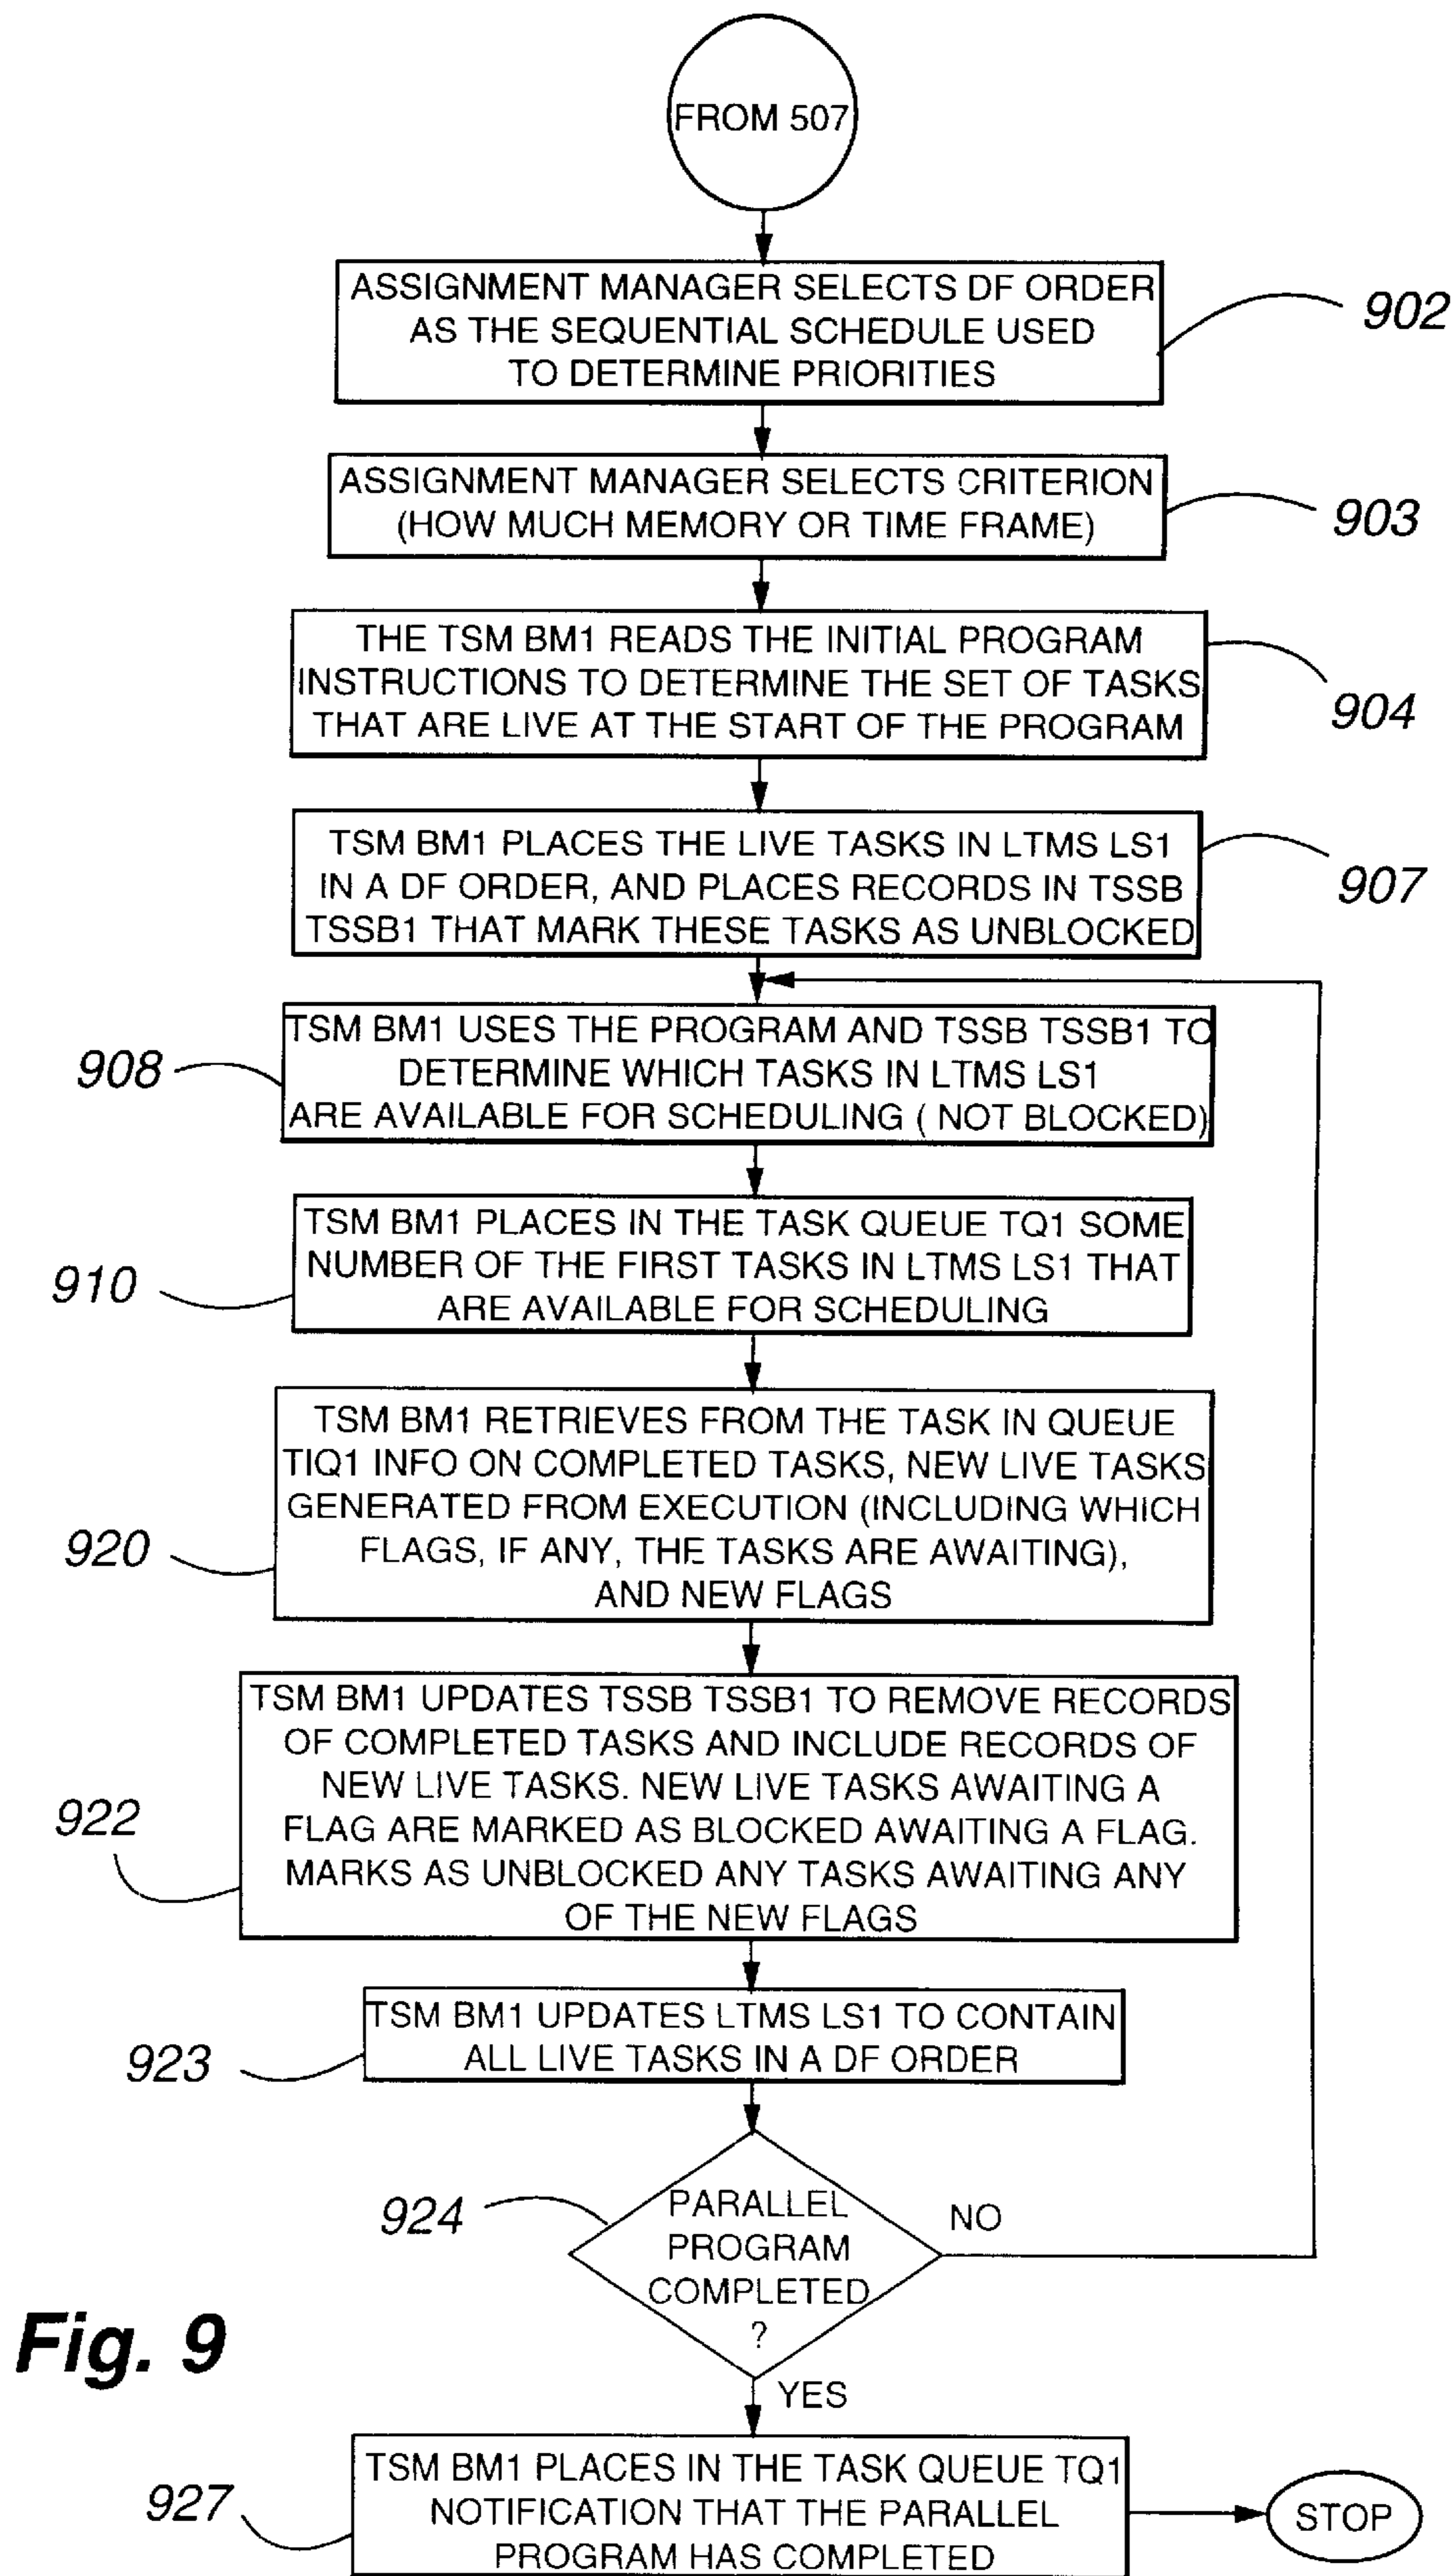 FROM 507
ASSIGNMENT MANAGER SELECTS DF ORDER
AS THE SEQUENTIAL SCHEDULE USED
TO DETERMINE PRIORITIES
902
ASSIGNMENT MANAGER SELECTS CRITERION
(HOW MUCH MEMORY OR TIME FRAME)
903
THE TSM BM1 READS THE INITIAL PROGRAM
INSTRUCTIONS TO DETERMINE THE SET OF TASKS
THAT ARE LIVE AT THE START OF THE PROGRAM
904
TSM BM1 PLACES THE LIVE TASKS IN LTMS LS1
IN A DF ORDER, AND PLACES RECORDS IN TSSB
TSSB1 THAT MARK THESE TASKS AS UNBLOCKED
907
TSM BM1 USES THE PROGRAM AND TSSB TSSB1 TO
DETERMINE WHICH TASKS IN LTMS LS1
ARE AVAILABLE FOR SCHEDULING ( NOT BLOCKED)
908
TSM BM1 PLACES IN THE TASK QUEUE TQ1 SOME
NUMBER OF THE FIRST TASKS IN LTMS LS1 THAT
ARE AVAILABLE FOR SCHEDULING
910
TSM BM1 RETRIEVES FROM THE TASK IN QUEUE
TIQ1 INFO ON COMPLETED TASKS, NEW LIVE TASKS
GENERATED FROM EXECUTION (INCLUDING WHICH
FLAGS, IF ANY, THE TASKS ARE AWAITING),
AND NEW FLAGS
920
TSM BM1 UPDATES TSSB TSSB1 TO REMOVE RECORDS
OF COMPLETED TASKS AND INCLUDE RECORDS OF
NEW LIVE TASKS. NEW LIVE TASKS AWAITING A
FLAG ARE MARKED AS BLOCKED AWAITING A FLAG.
MARKS AS UNBLOCKED ANY TASKS AWAITING ANY
OF THE NEW FLAGS
922
TSM BM1 UPDATES LTMS LS1 TO CONTAIN
ALL LIVE TASKS IN A DF ORDER
923
PARALLEL
PROGRAM
COMPLETED
?
924
NO
YES
Fig. 9
TSM BM1 PLACES IN THE TASK QUEUE TQ1
NOTIFICATION THAT THE PARALLEL
PROGRAM HAS COMPLETED
927
STOP